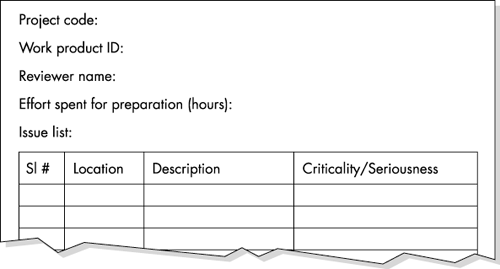 Project code:
Work product ID:
Reviewer name:
Effort spent for preparation (hours):
Issue list:
Sl # Location Description Criticality/Seriousness